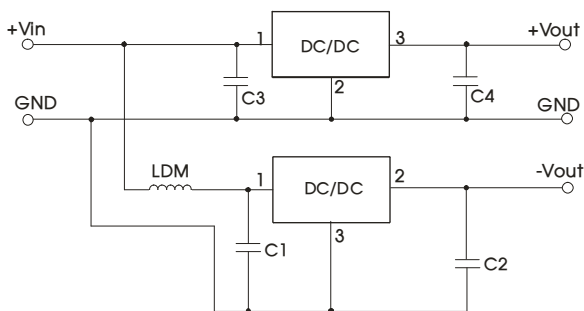 +Vin
1
DC/DC
3
+Vout
C3
2
C4
GND
GND
LDM
1
DC/DC
2
-Vout
C1
3
C2